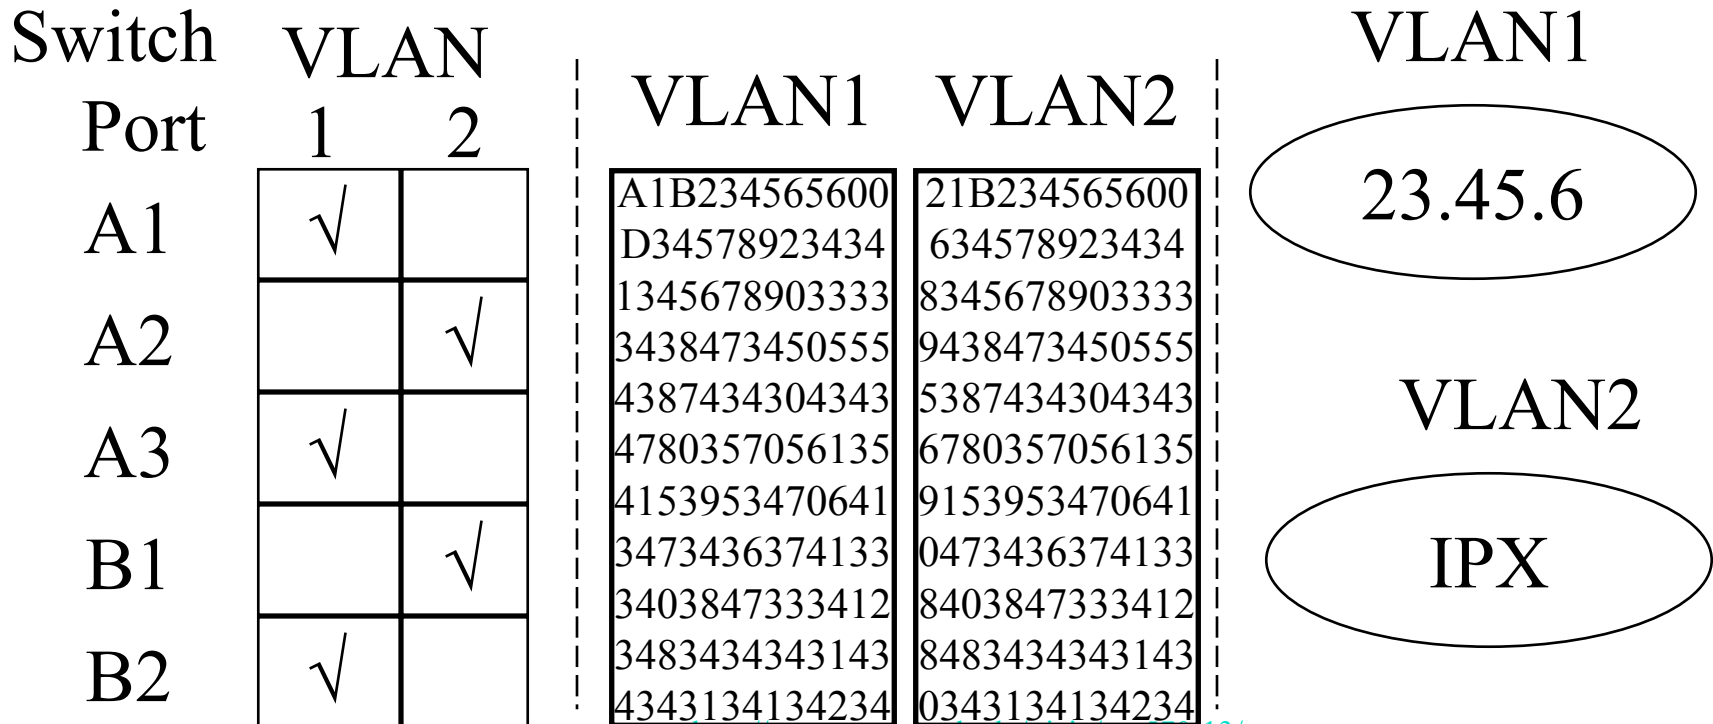 Switch
Port
VLAN
1 2
A1 √
A2 √
A3 √
B1 √
B2 √
VLAN1 VLAN2
A1B234565600 21B234565600
D34578923434 634578923434
1345678903333 8345678903333
3438473450555 9438473450555
4387434304343 5387434304343
4780357056135 6780357056135
4153953470641 9153953470641
3473436374133 0473436374133
3403847333412 8403847333412
3483434343143 8483434343143
4343134134234 0343134134234
VLAN1
23.45.6
VLAN2
IPX